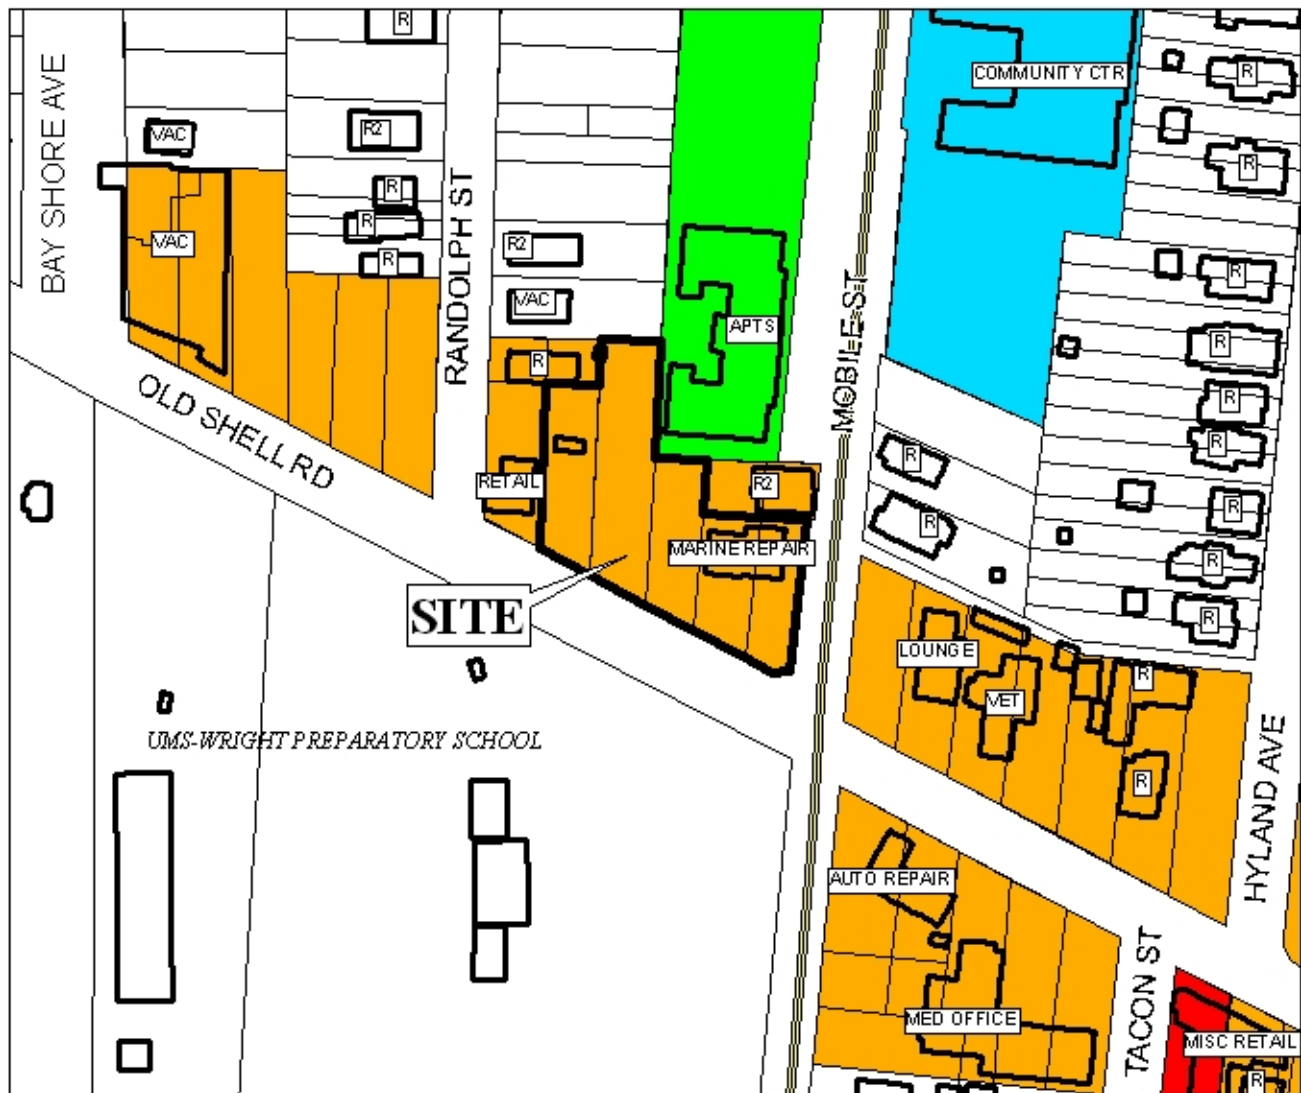 R
COMMUNITY CTR
R
BAY SHORE AVE
VAC
R2
R
R
R
VAC
R
RANDOLPH ST
R2
R
R
VAC
APTS
MOBILE ST
R
R
R
R
R
OLD SHELL RD
RETAIL
R2
R
R
R
MARINE REPAIR
R
SITE
R
LOUNGE
R
VET
UMS-WRIGHT PREPARATORY SCHOOL
R
HYLAND AVE
AUTO REPAIR
TACON ST
MED OFFICE
MISC RETAIL
R